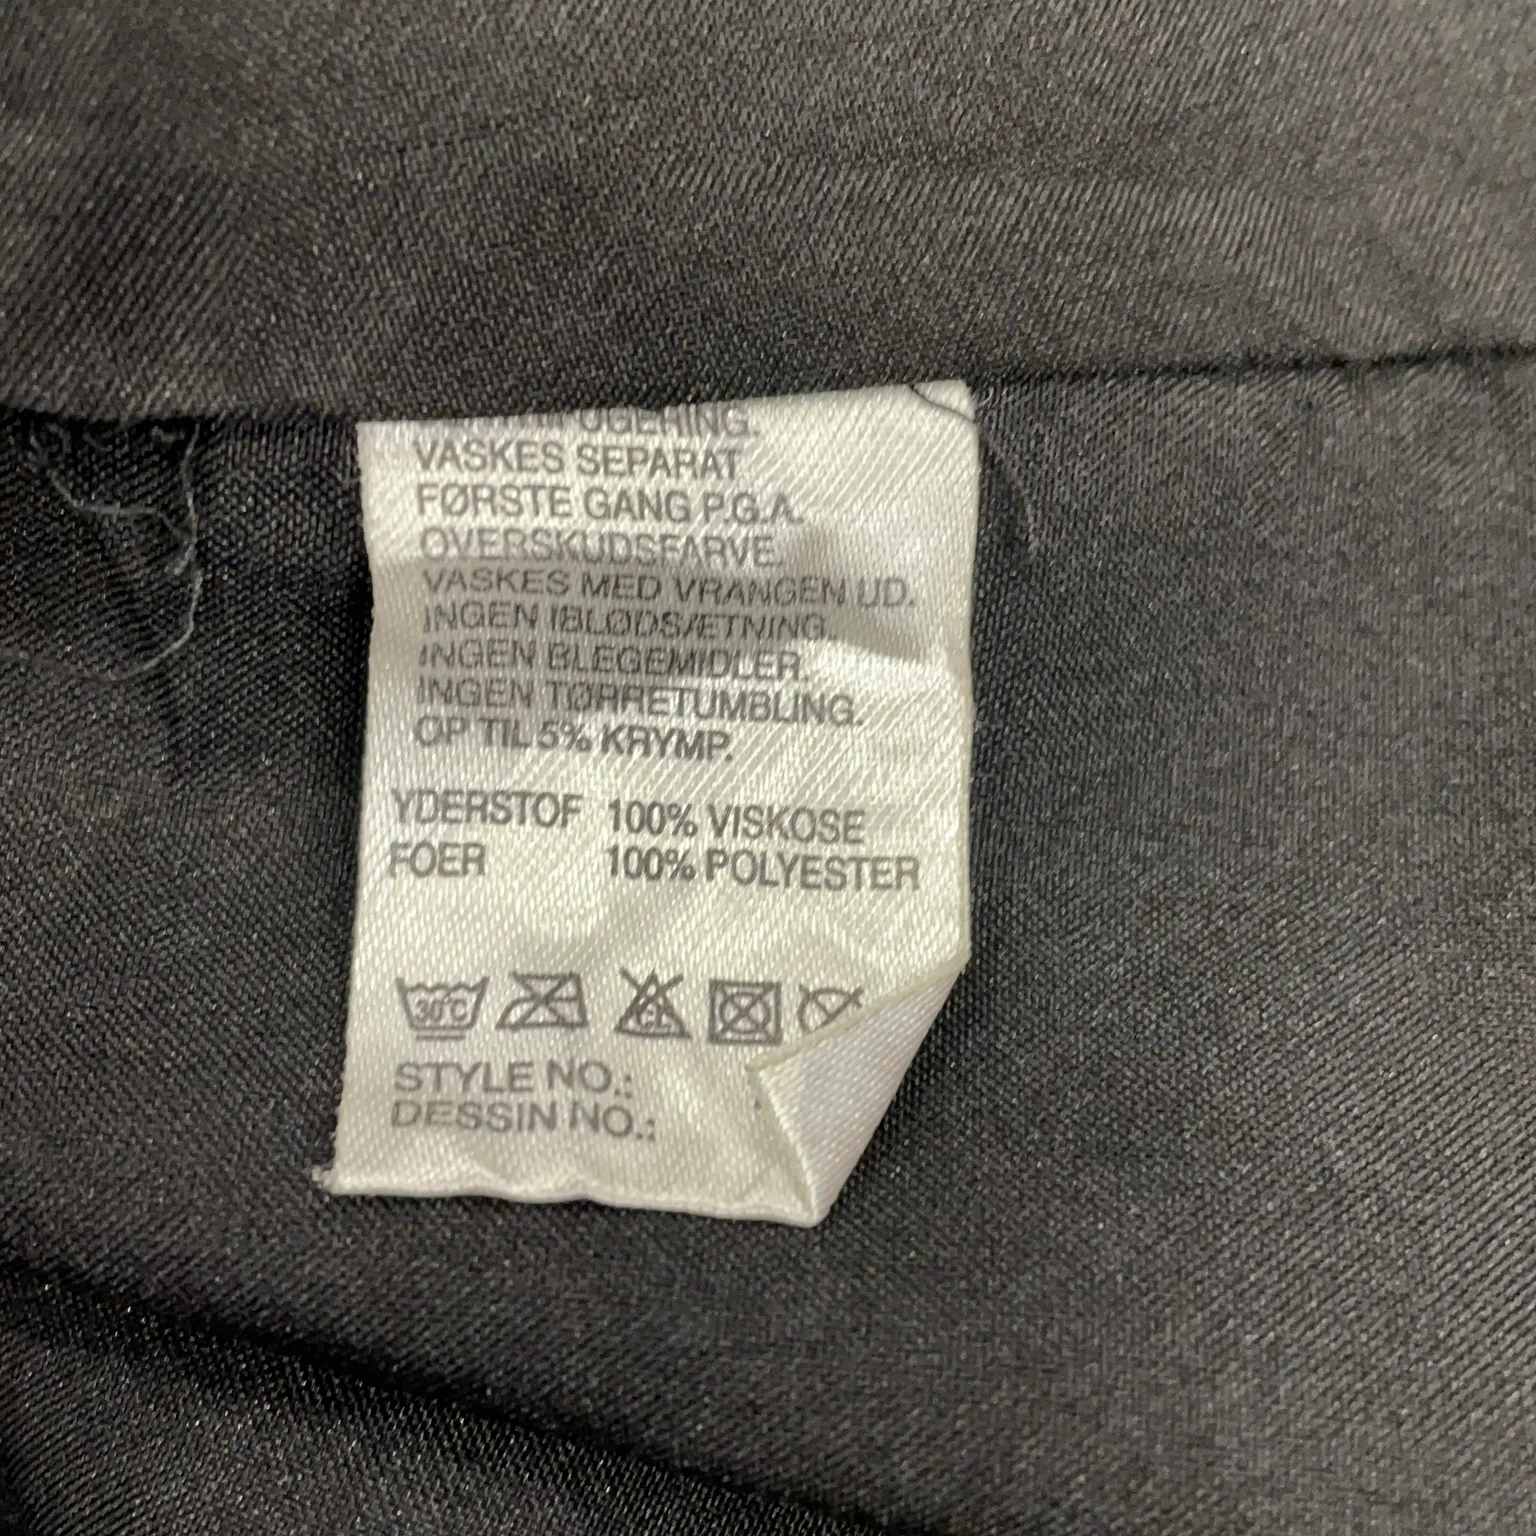 VASKES SEPARAT
FØRSTE GANG P.G.A.
OVERSKUDSFARVE.
VASKES MED VRANGEN UD.
INGEN IBLØDSÆTNING.
INGEN BLEGEMIDLER.
INGEN TØRRETUMBLING.
OP TIL 5% KRYMP.
YDERSTOF 100% VISKOSE
FOER 100% POLYESTER
30°C CL
STYLE NO.:
DESSIN NO.: